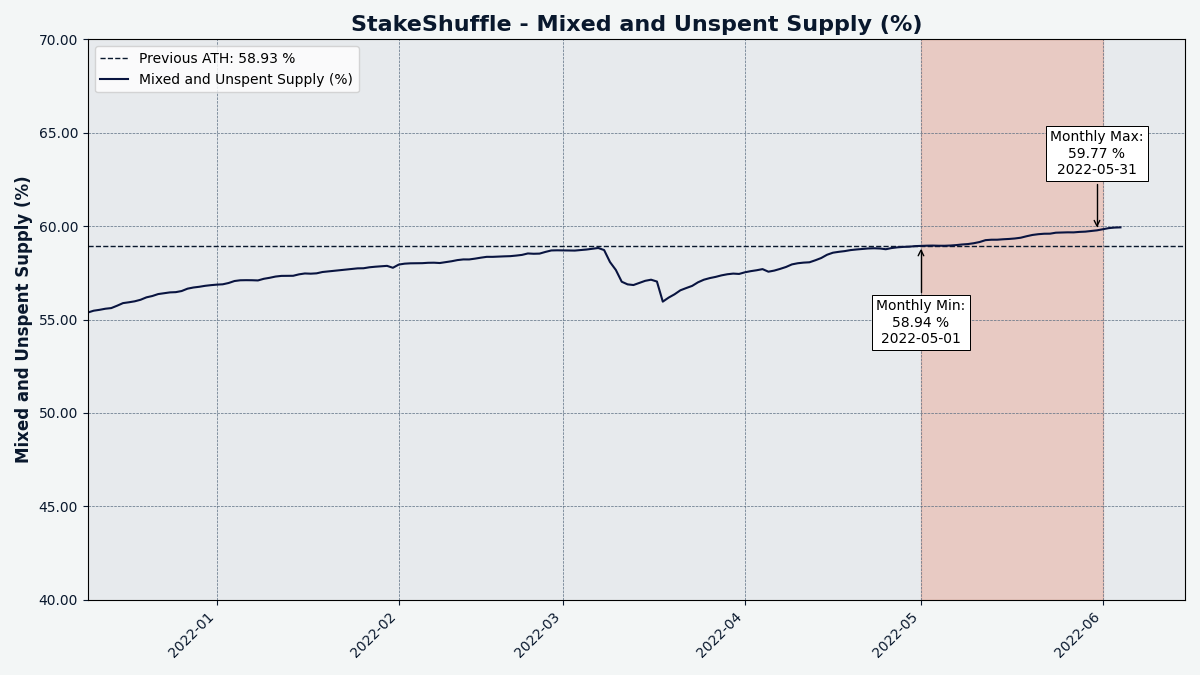 StakeShuffle - Mixed and Unspent Supply (%)
Previous ATH: 58.93 %
Mixed and Unspent Supply (%)
Mixed and Unspent Supply (%)
70.00
65.00
60.00
55.00
50.00
45.00
40.00
Monthly Max:
59.77 %
2022-05-31
Monthly Min:
58.94 %
2022-05-01
2022-01
2022-02
2022-03
2022-04
2022-05
2022-06